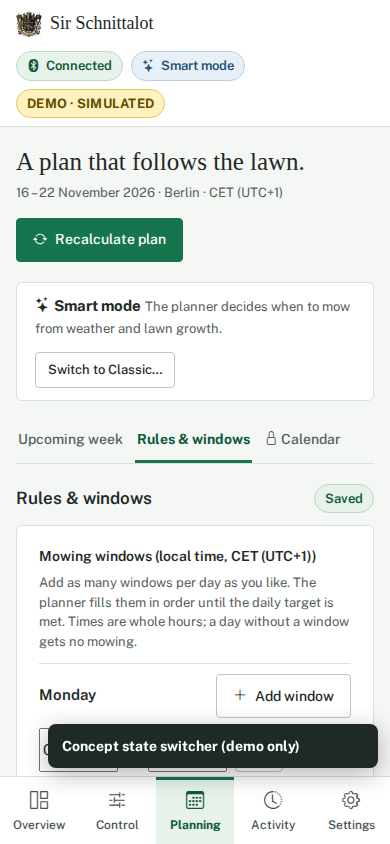 Sir Schnittalot
Connected
Smart mode
DEMO · SIMULATED
A plan that follows the lawn.
16–22 November 2026 · Berlin · CET (UTC+1)
Recalculate plan
Smart mode The planner decides when to mow
from weather and lawn growth.
Switch to Classic...
Upcoming week Rules & windows Calendar
Rules & windows
Saved
Mowing windows (local time, CET (UTC+1))
Add as many windows per day as you like. The
planner fills them in order until the daily target is
met. Times are whole hours; a day without a window
gets no mowing.
Monday
+ Add window
Concept state switcher (demo only)
Overview Control Planning Activity Settings